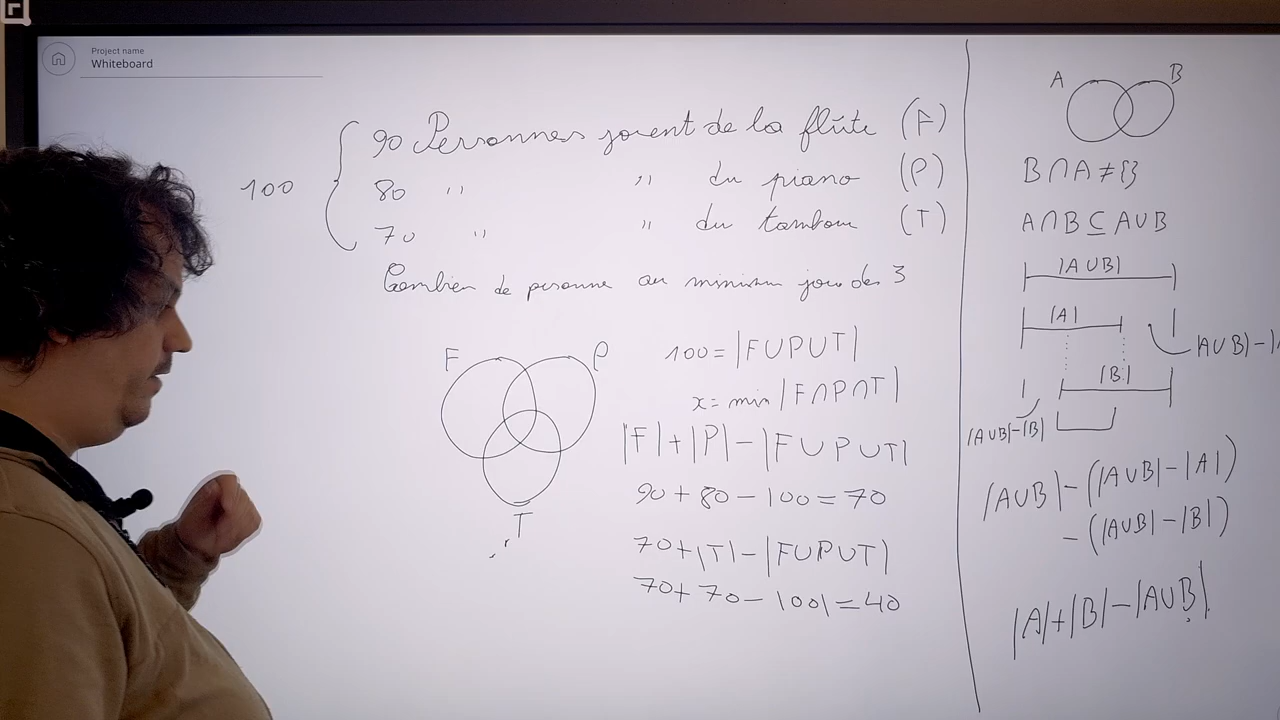 Project name
Whiteboard
100
90 Personnes jouent de la flûte (F)
80 " " du piano (P)
70 " " du tambour (T)
Combien de personne au minimum joue des 3
F P
T
100 = |F∪P∪T|
x = min |F∩P∩T|
|F|+|P|-|F∪P∪T|
90 + 80 - 100 = 70
70+|T|-|F∪P∪T|
70+70-|100|=40
A B
B∩A≠{}
A∩B⊆A∪B
|A∪B|
|A|
|A∪B|-|
|B|
|A∪B|-|B|
|A∪B|-(|A∪B|-|A|)
-(|A∪B|-|B|)
|A|+|B|-|A∪B|